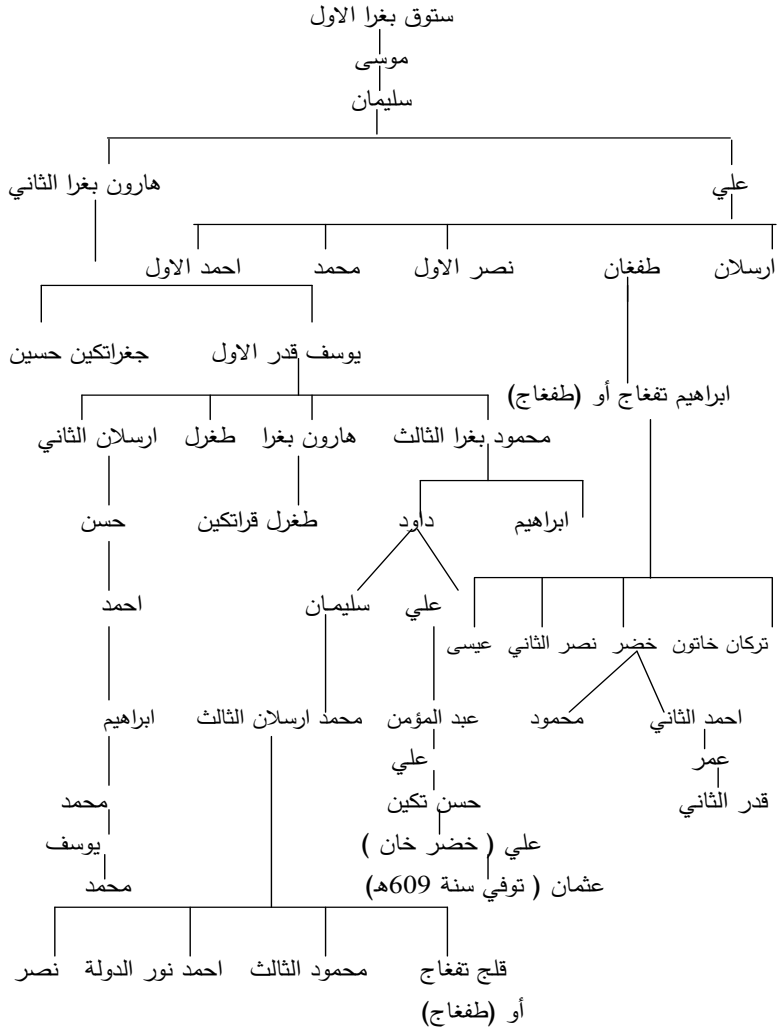 ستوق بغرا الاول
موسى
سليمان
علي هارون بغرا الثاني
ارسلان طفغان نصر الاول محمد احمد الاول
يوسف قدر الاول جغراتكين حسين
ابراهيم تفغاج أو (طفغاج)
محمود بغرا الثالث هارون بغرا طغرل ارسلان الثاني
ابراهيم داود طغرل قراتكين حسن
علي سليمان احمد
تركان خاتون خضر نصر الثاني عيسى
احمد الثاني محمود عبد المؤمن محمد ارسلان الثالث ابراهيم
عمر علي
قدر الثاني حسن تكين محمد
علي ( خضر خان ) يوسف
عثمان ( توفي سنة 609هـ) محمد
قلج تفغاج محمود الثالث احمد نور الدولة نصر
أو (طفغاج)